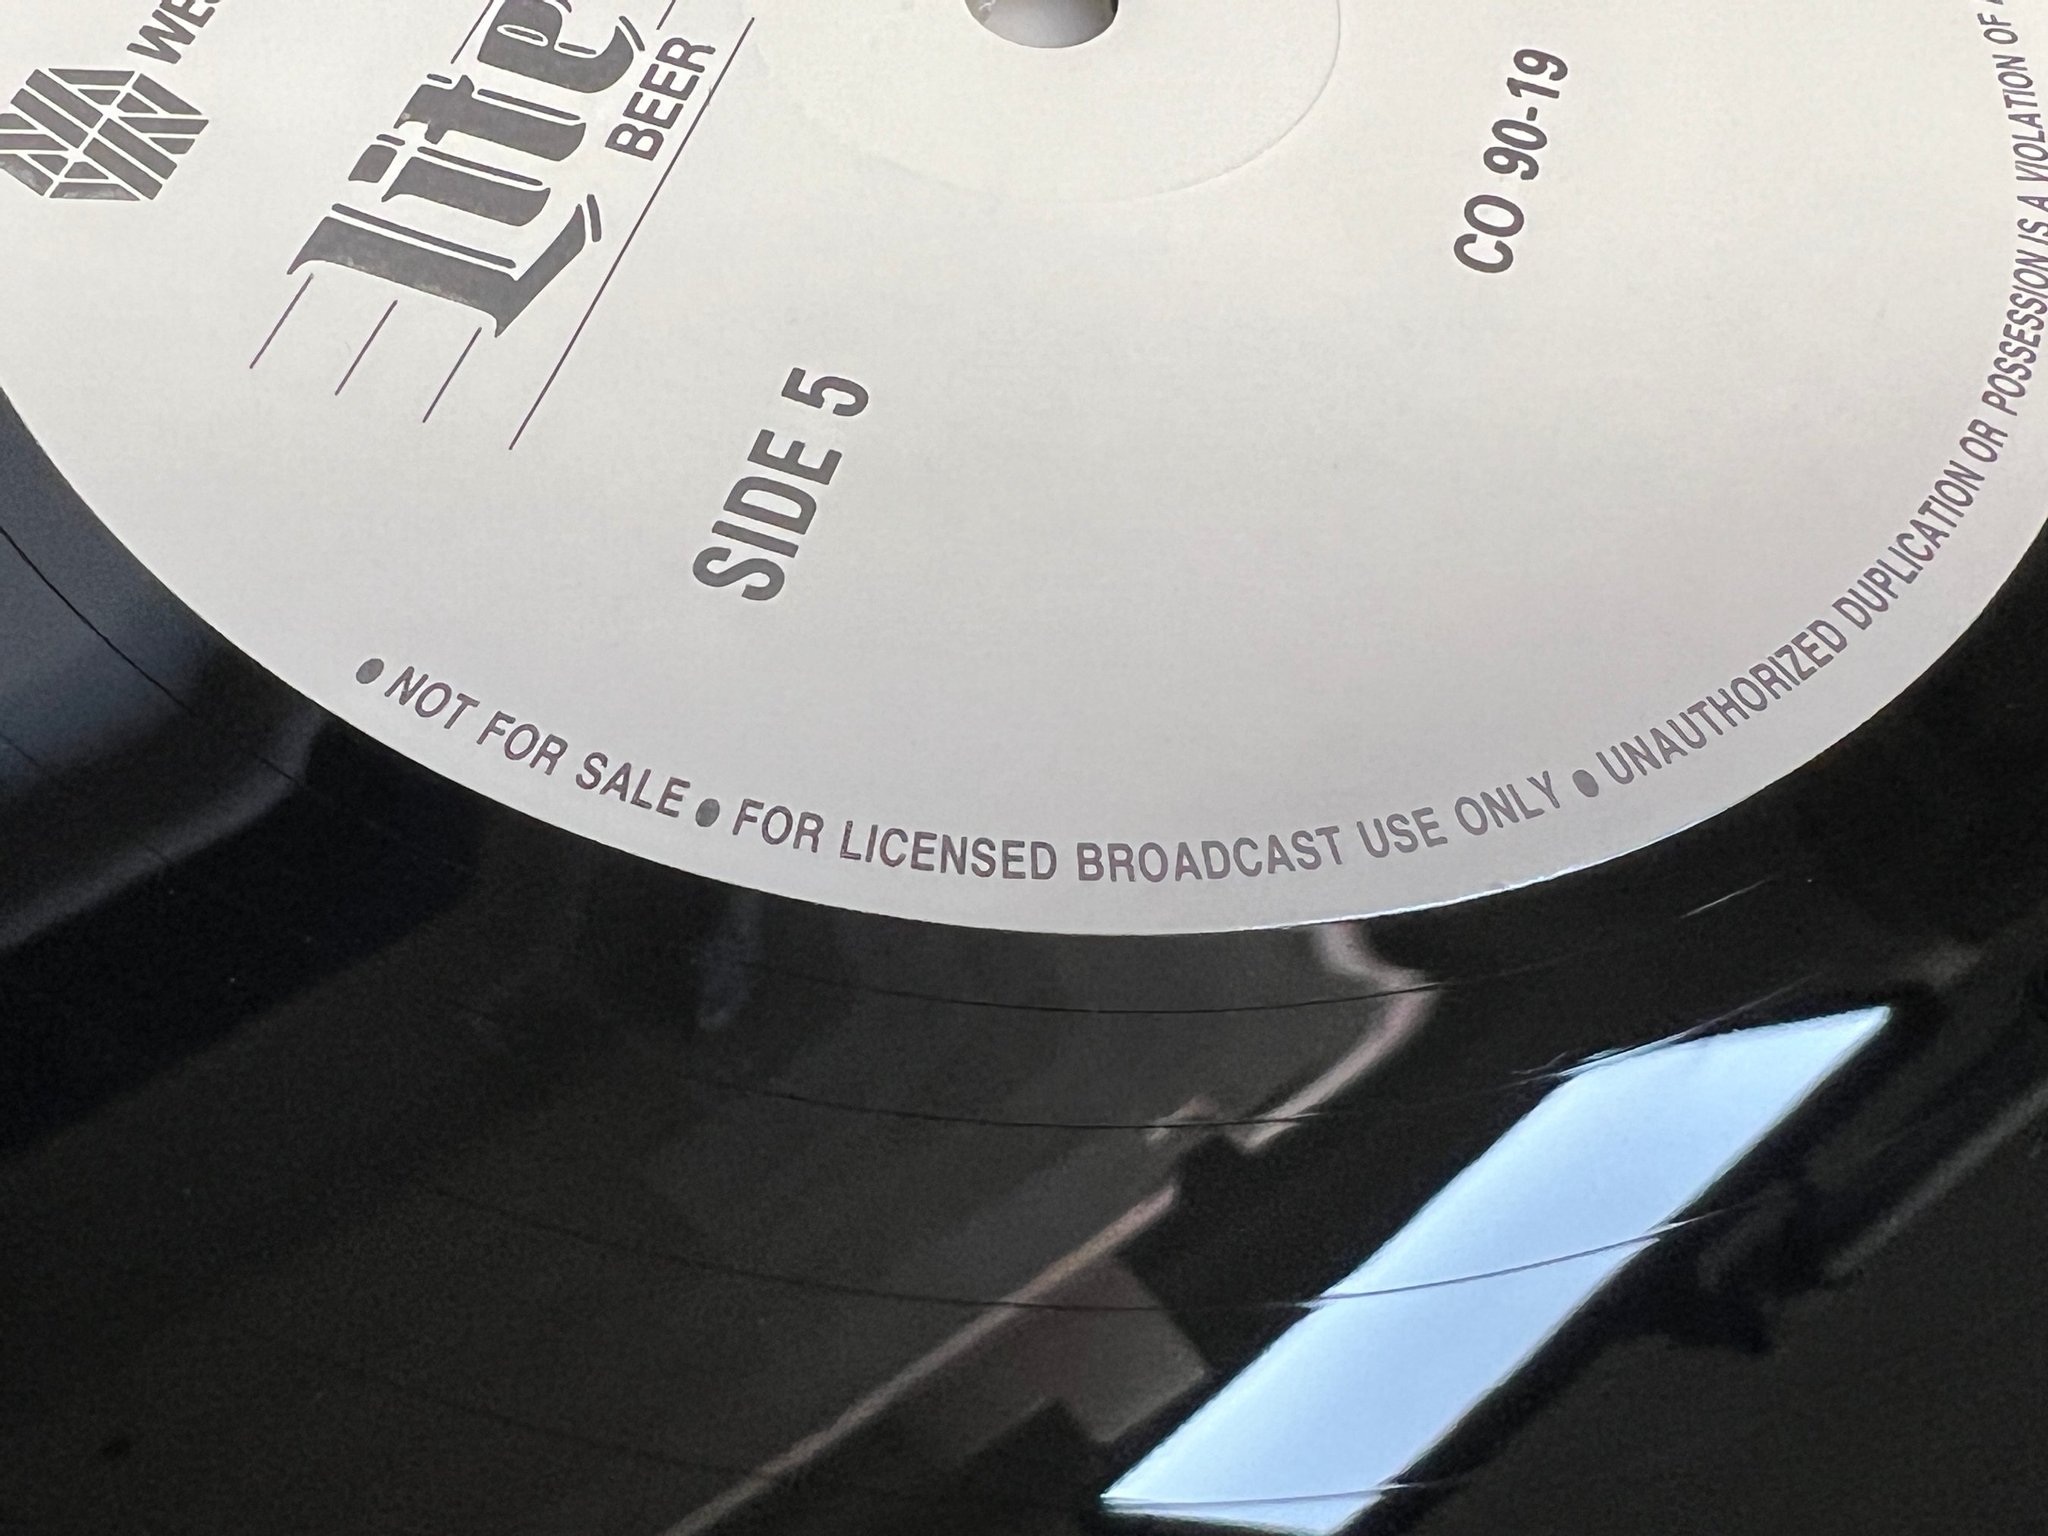 Lite
BEER
SIDE 5
CO 90-19
● NOT FOR SALE ● FOR LICENSED BROADCAST USE ONLY ● UNAUTHORIZED DUPLICATION OR POSSESSION IS A VIOLATION OF